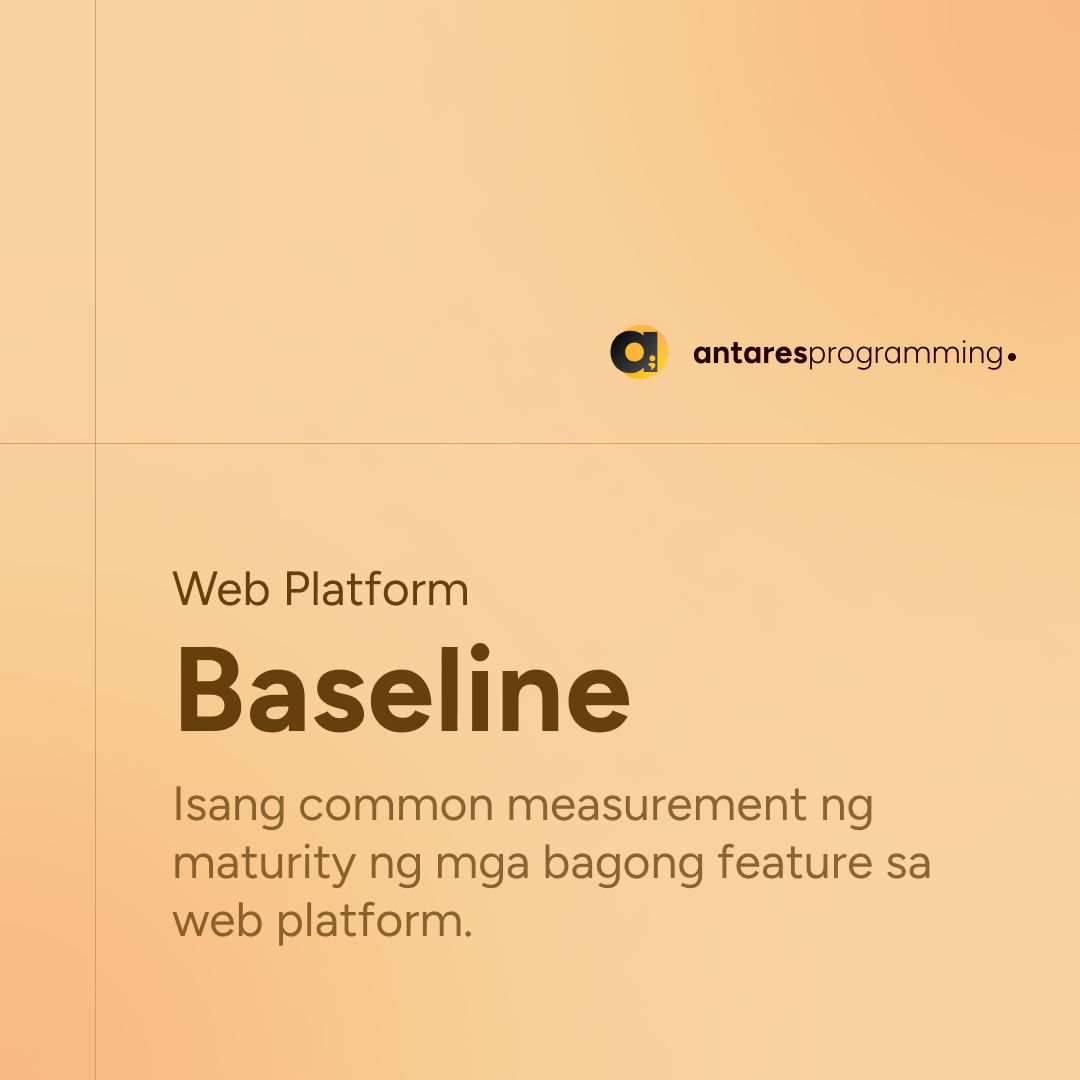 antaresprogramming.
Web Platform
Baseline
Isang common measurement ng
maturity ng mga bagong feature sa
web platform.